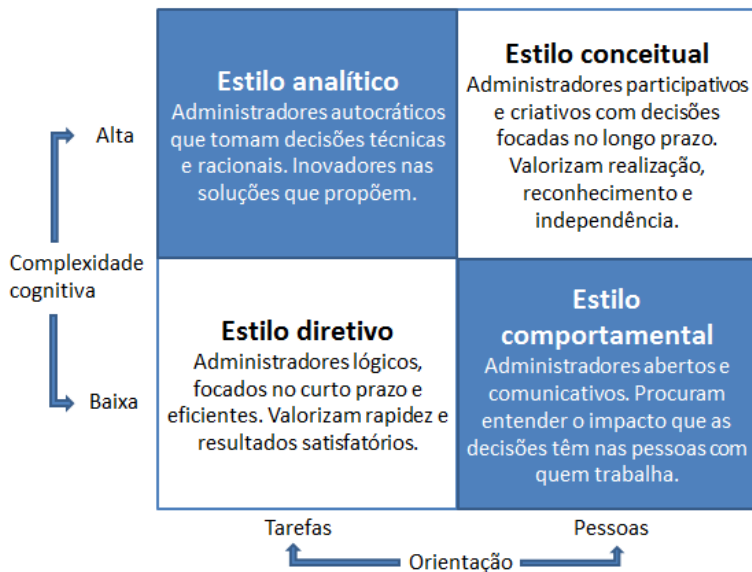 Estilo analítico
Administradores autocráticos
que tomam decisões técnicas
e racionais. Inovadores nas
soluções que propõem.
Estilo conceitual
Administradores participativos
e criativos com decisões
focadas no longo prazo.
Valorizam realização,
reconhecimento e
independência.
Alta
Complexidade
cognitiva
Baixa
Estilo diretivo
Administradores lógicos,
focados no curto prazo e
eficientes. Valorizam rapidez e
resultados satisfatórios.
Estilo
comportamental
Administradores abertos e
comunicativos. Procuram
entender o impacto que as
decisões têm nas pessoas com
quem trabalha.
Tarefas
Pessoas
Orientação